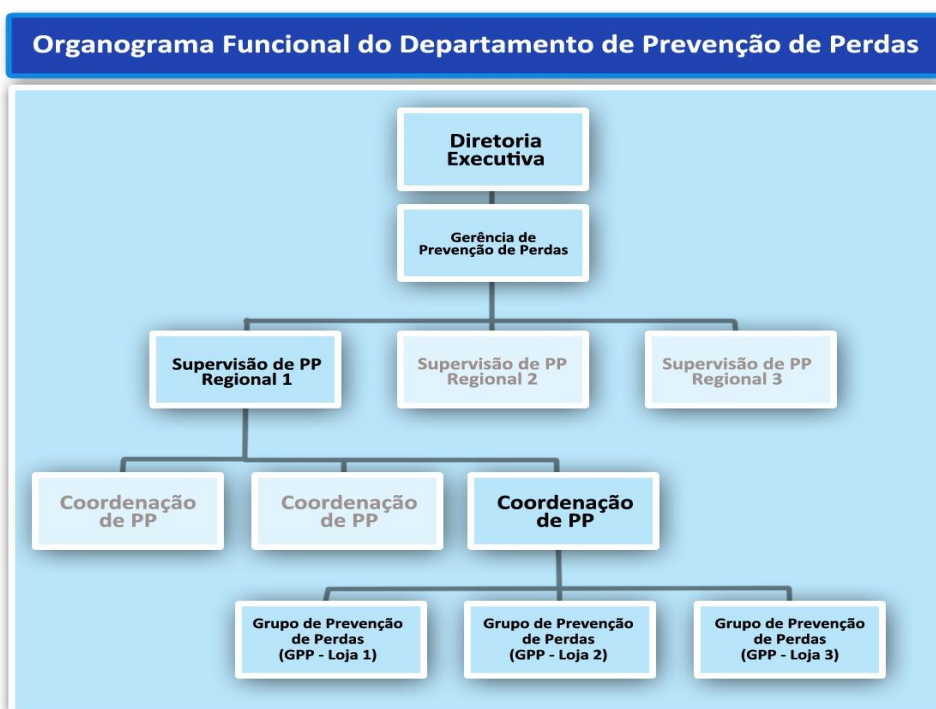 Organograma Funcional do Departamento de Prevenção de Perdas
Diretoria
Executiva
Gerência de
Prevenção de Perdas
Supervisão de PP
Regional 1
Supervisão de PP
Regional 2
Supervisão de PP
Regional 3
Coordenação
de PP
Coordenação
de PP
Coordenação
de PP
Grupo de Prevenção
de Perdas
(GPP - Loja 1)
Grupo de Prevenção
de Perdas
(GPP - Loja 2)
Grupo de Prevenção
de Perdas
(GPP - Loja 3)